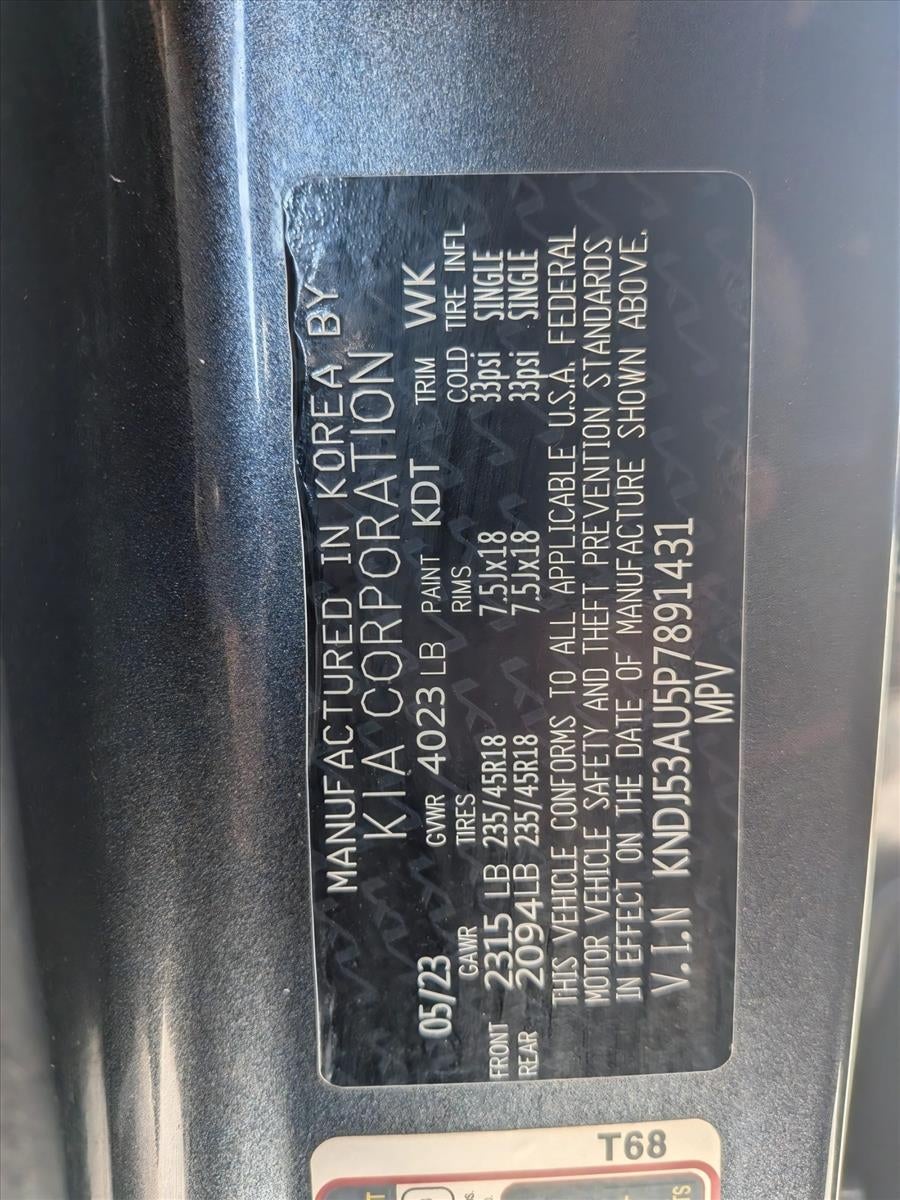 MANUFACTURED IN KOREA BY
KIA CORPORATION
05/23 GVWR 4023 LB PAINT KDT TRIM WK
GAWR TIRES RIMS COLD TIRE INFL
FRONT 2315 LB 235/45R18 7.5Jx18 33psi SINGLE
REAR 2094LB 235/45R18 7.5Jx18 33psi SINGLE
THIS VEHICLE CONFORMS TO ALL APPLICABLE U.S.A. FEDERAL
MOTOR VEHICLE SAFETY AND THEFT PREVENTION STANDARDS
IN EFFECT ON THE DATE OF MANUFACTURE SHOWN ABOVE.
V.I.N KNDJ53AU5P7891431
MPV
T68